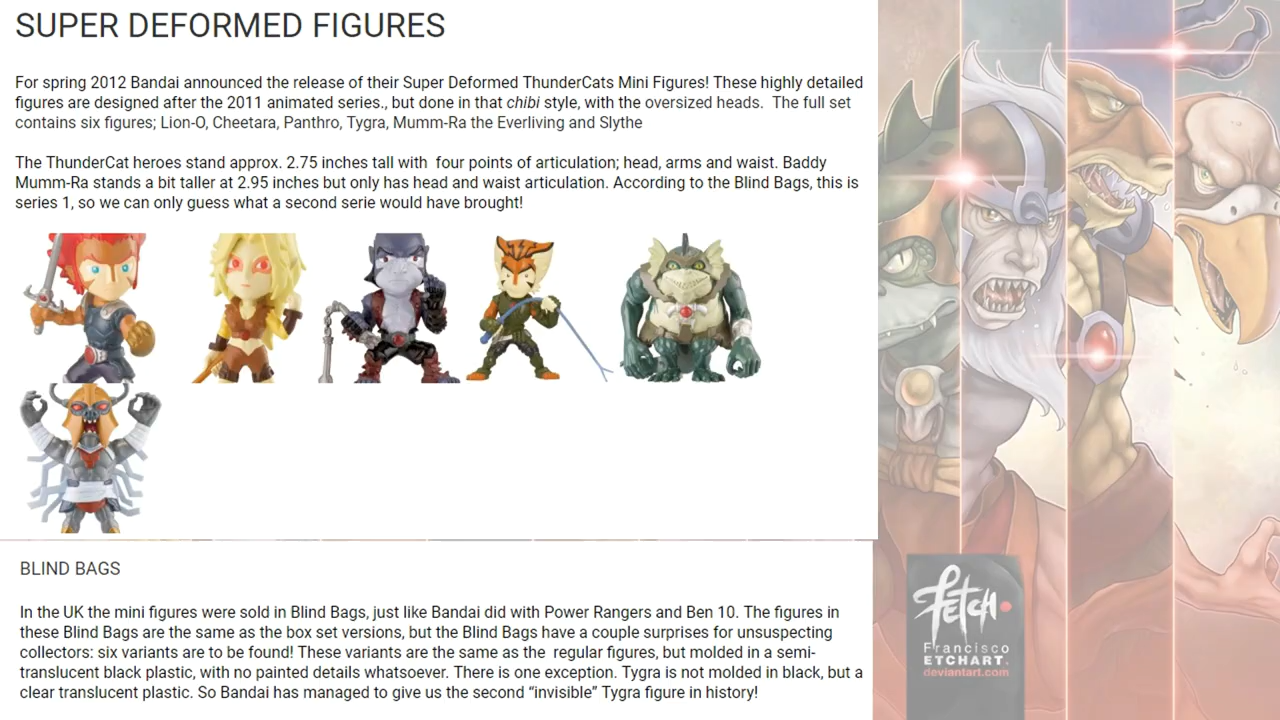 SUPER DEFORMED FIGURES
For spring 2012 Bandai announced the release of their Super Deformed ThunderCats Mini Figures! These highly detailed
figures are designed after the 2011 animated series., but done in that chibi style, with the oversized heads. The full set
contains six figures; Lion-O, Cheetara, Panthro, Tygra, Mumm-Ra the Everliving and Slythe
The ThunderCat heroes stand approx. 2.75 inches tall with four points of articulation; head, arms and waist. Baddy
Mumm-Ra stands a bit taller at 2.95 inches but only has head and waist articulation. According to the Blind Bags, this is
series 1, so we can only guess what a second serie would have brought!
BLIND BAGS
In the UK the mini figures were sold in Blind Bags, just like Bandai did with Power Rangers and Ben 10. The figures in
these Blind Bags are the same as the box set versions, but the Blind Bags have a couple surprises for unsuspecting
collectors: six variants are to be found! These variants are the same as the regular figures, but molded in a semi-
translucent black plastic, with no painted details whatsoever. There is one exception. Tygra is not molded in black, but a
clear translucent plastic. So Bandai has managed to give us the second “invisible” Tygra figure in history!
FETCH
Francisco
ETCHART.
deviantart.com